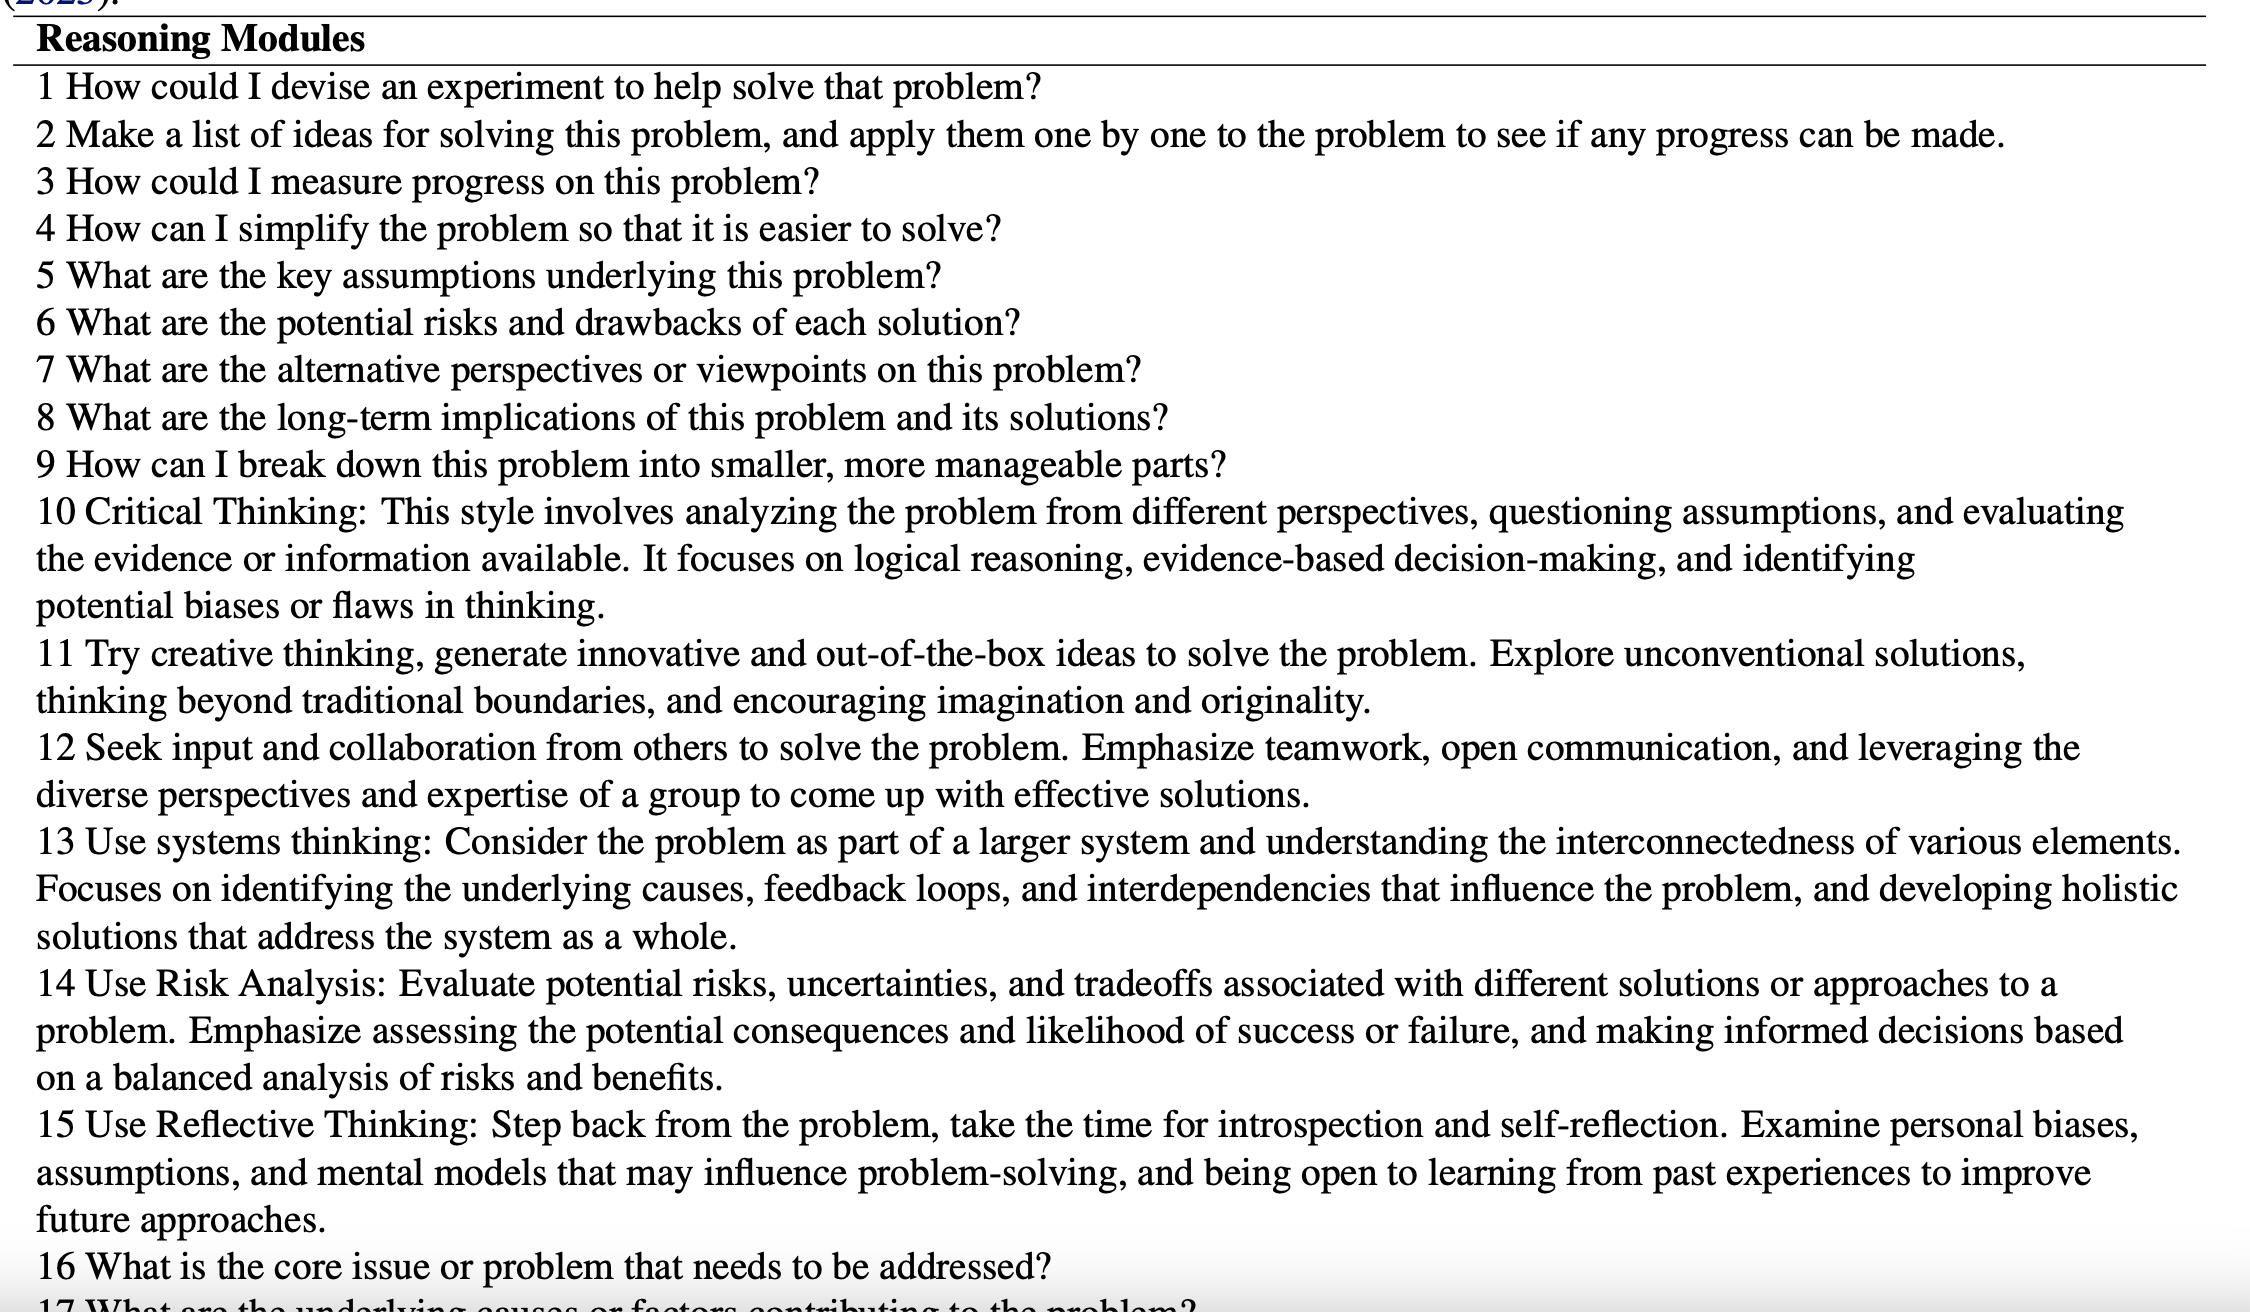 (2023).
Reasoning Modules
1 How could I devise an experiment to help solve that problem?
2 Make a list of ideas for solving this problem, and apply them one by one to the problem to see if any progress can be made.
3 How could I measure progress on this problem?
4 How can I simplify the problem so that it is easier to solve?
5 What are the key assumptions underlying this problem?
6 What are the potential risks and drawbacks of each solution?
7 What are the alternative perspectives or viewpoints on this problem?
8 What are the long-term implications of this problem and its solutions?
9 How can I break down this problem into smaller, more manageable parts?
10 Critical Thinking: This style involves analyzing the problem from different perspectives, questioning assumptions, and evaluating
the evidence or information available. It focuses on logical reasoning, evidence-based decision-making, and identifying
potential biases or flaws in thinking.
11 Try creative thinking, generate innovative and out-of-the-box ideas to solve the problem. Explore unconventional solutions,
thinking beyond traditional boundaries, and encouraging imagination and originality.
12 Seek input and collaboration from others to solve the problem. Emphasize teamwork, open communication, and leveraging the
diverse perspectives and expertise of a group to come up with effective solutions.
13 Use systems thinking: Consider the problem as part of a larger system and understanding the interconnectedness of various elements.
Focuses on identifying the underlying causes, feedback loops, and interdependencies that influence the problem, and developing holistic
solutions that address the system as a whole.
14 Use Risk Analysis: Evaluate potential risks, uncertainties, and tradeoffs associated with different solutions or approaches to a
problem. Emphasize assessing the potential consequences and likelihood of success or failure, and making informed decisions based
on a balanced analysis of risks and benefits.
15 Use Reflective Thinking: Step back from the problem, take the time for introspection and self-reflection. Examine personal biases,
assumptions, and mental models that may influence problem-solving, and being open to learning from past experiences to improve
future approaches.
16 What is the core issue or problem that needs to be addressed?
17 What are the underlying causes or factors contributing to the problem?